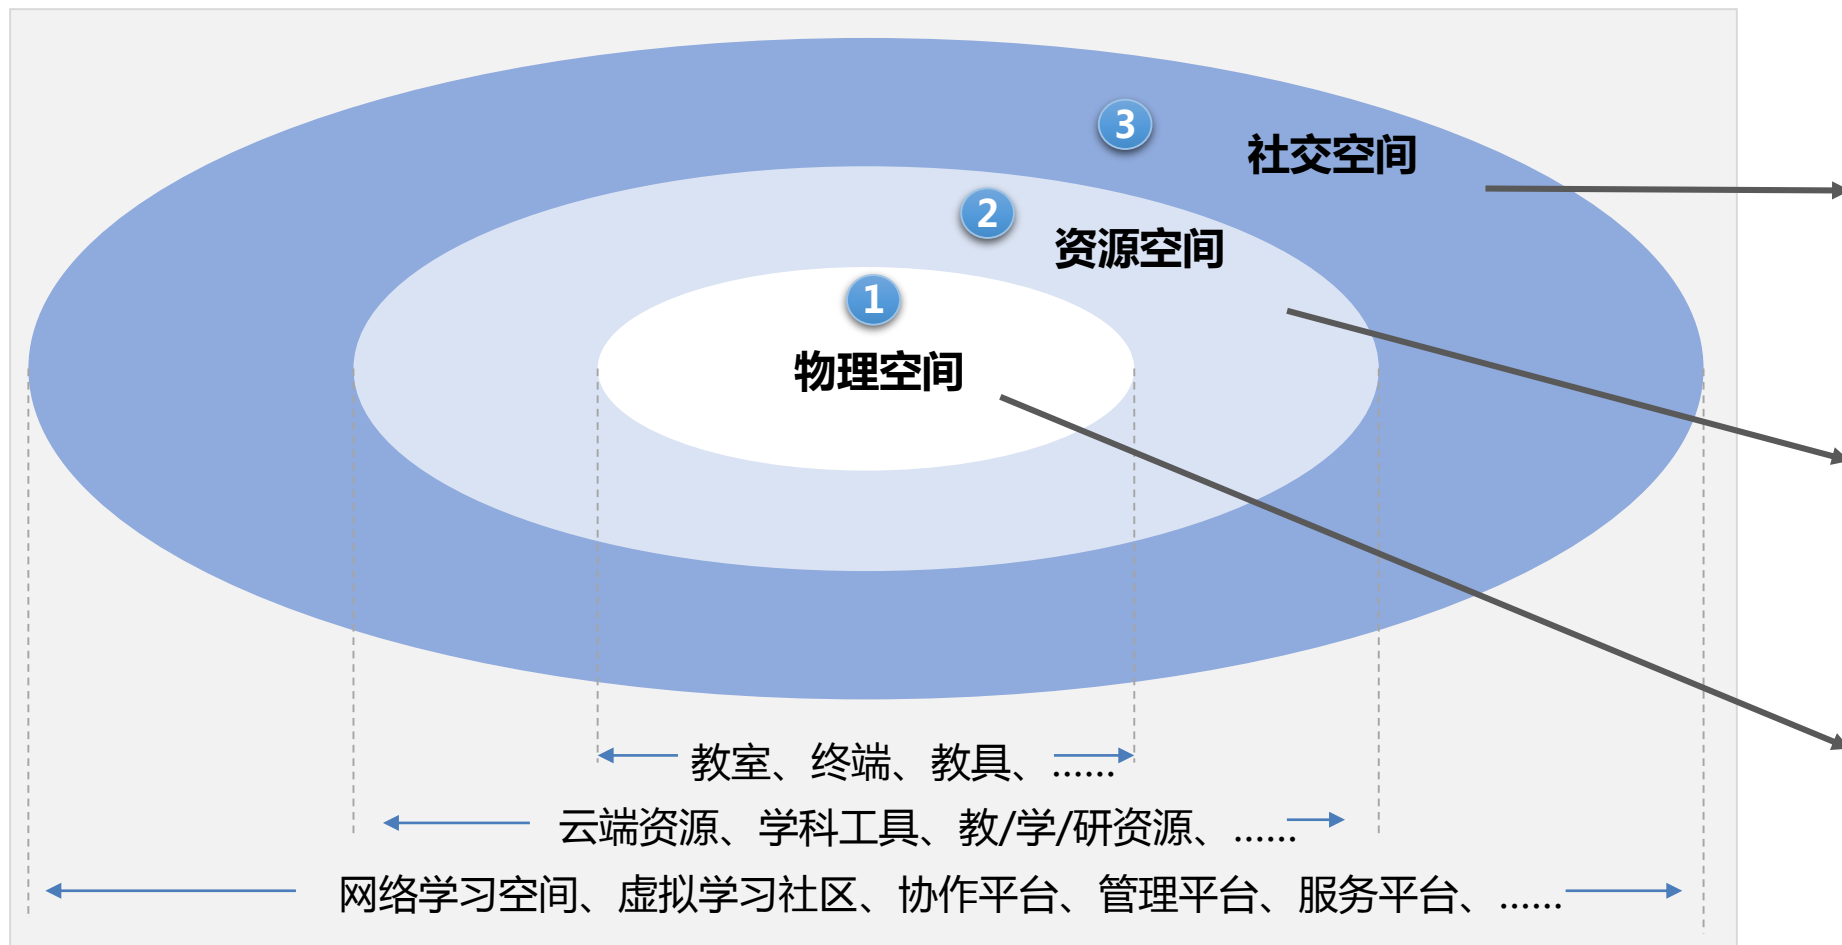 3
社交空间
2
资源空间
1
物理空间
教室、终端、教具、......
云端资源、学科工具、教/学/研资源、......
网络学习空间、虚拟学习社区、协作平台、管理平台、服务平台、......